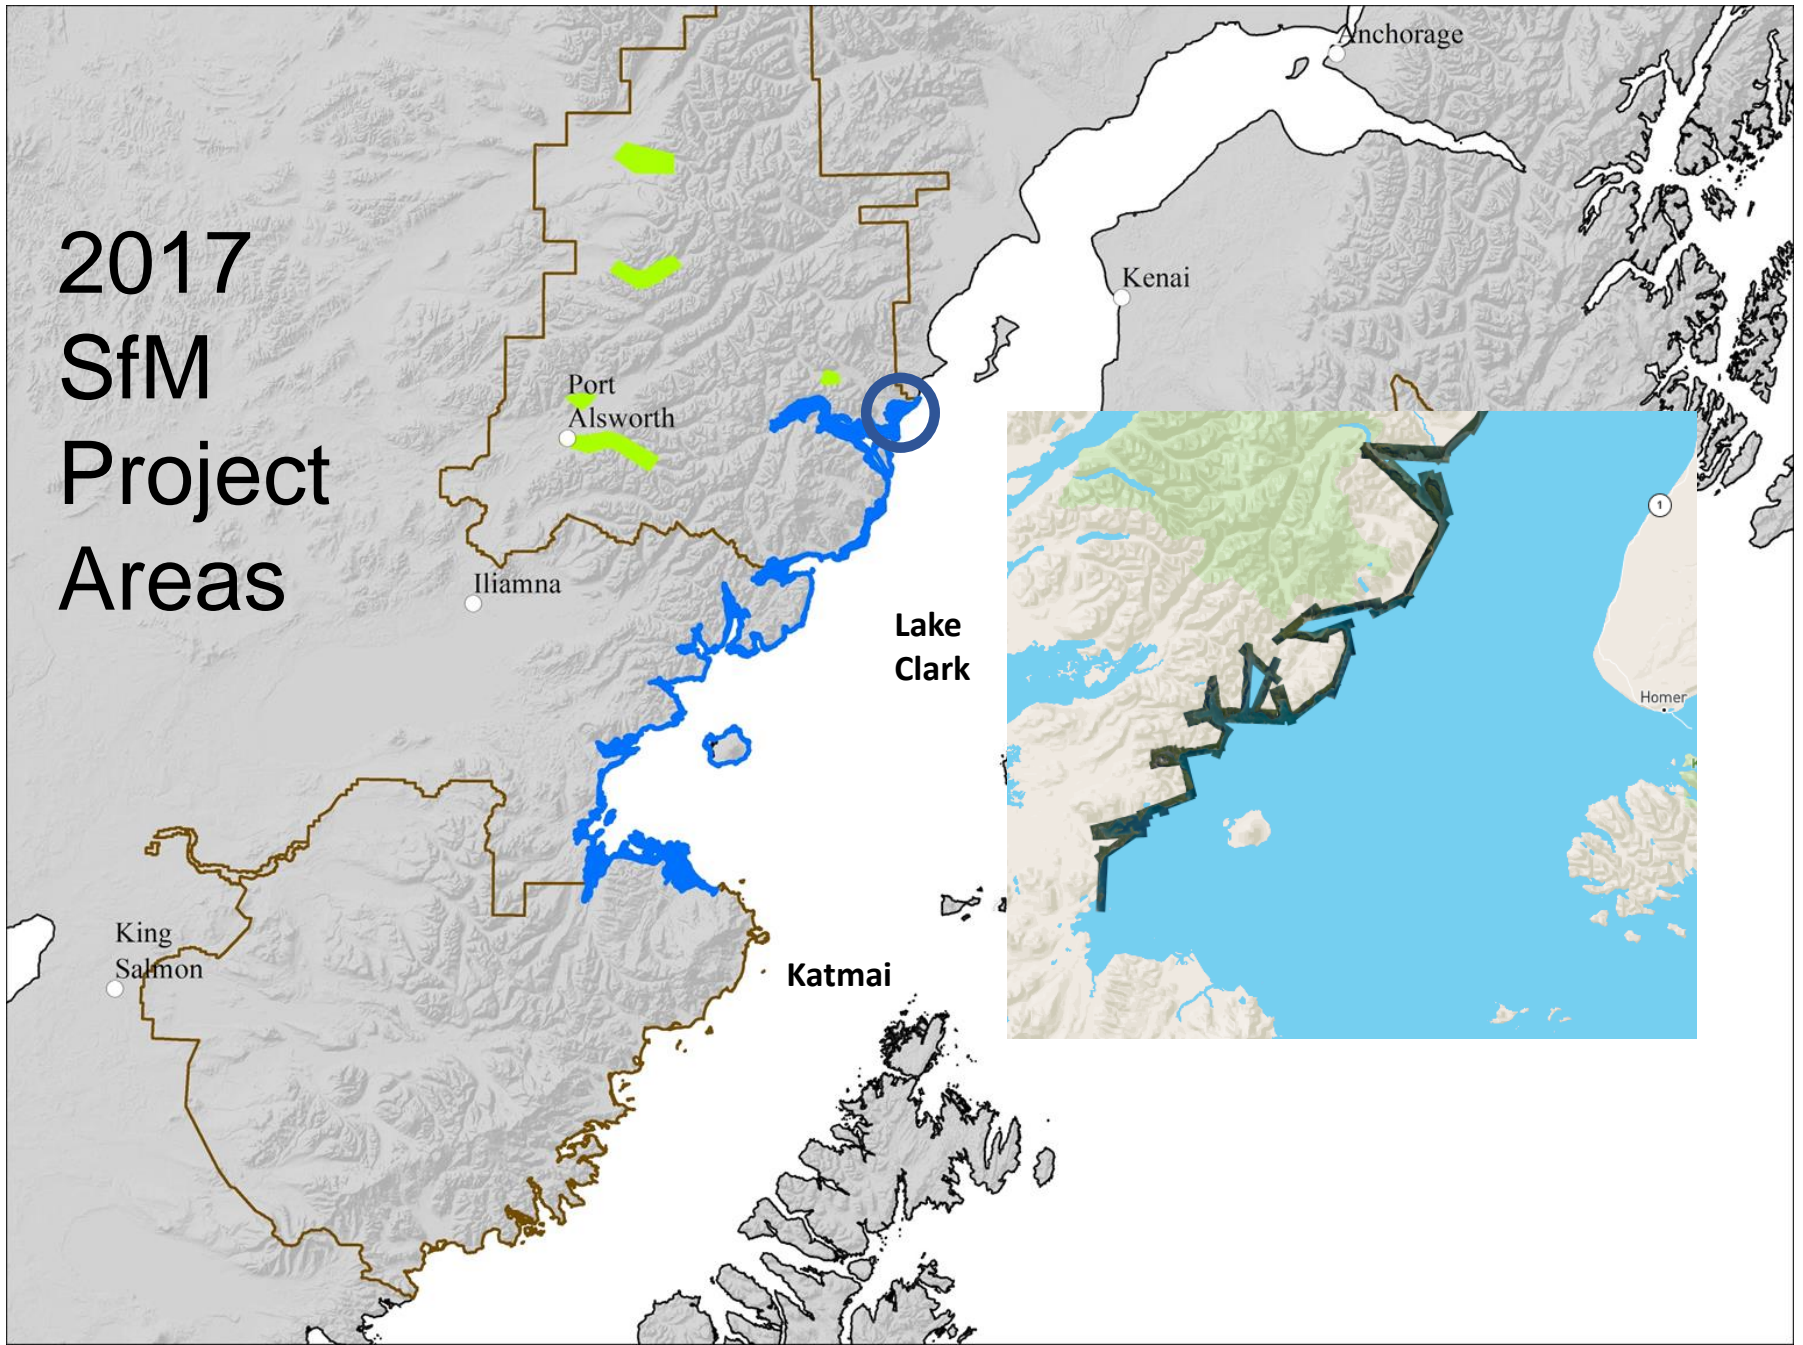 Anchorage
2017
SfM
Project
Areas
Kenai
Port
Alsworth
1
Iliamna
Lake
Clark
Homer
King
Salmon
Katmai